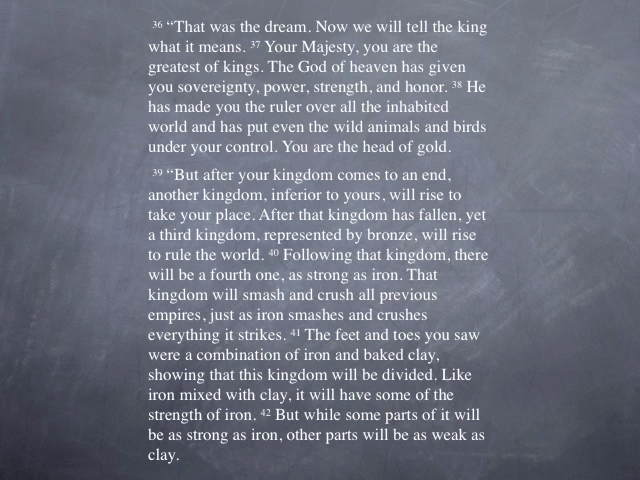 ³⁶ “That was the dream. Now we will tell the king
what it means. ³⁷ Your Majesty, you are the
greatest of kings. The God of heaven has given
you sovereignty, power, strength, and honor. ³⁸ He
has made you the ruler over all the inhabited
world and has put even the wild animals and birds
under your control. You are the head of gold.
³⁹ “But after your kingdom comes to an end,
another kingdom, inferior to yours, will rise to
take your place. After that kingdom has fallen, yet
a third kingdom, represented by bronze, will rise
to rule the world. ⁴⁰ Following that kingdom, there
will be a fourth one, as strong as iron. That
kingdom will smash and crush all previous
empires, just as iron smashes and crushes
everything it strikes. ⁴¹ The feet and toes you saw
were a combination of iron and baked clay,
showing that this kingdom will be divided. Like
iron mixed with clay, it will have some of the
strength of iron. ⁴² But while some parts of it will
be as strong as iron, other parts will be as weak as
clay.